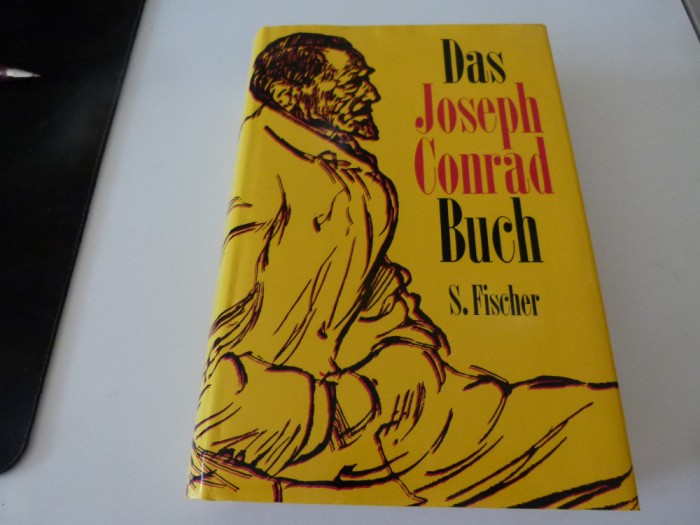 Das
Joseph
Conrad
Buch
S. Fischer